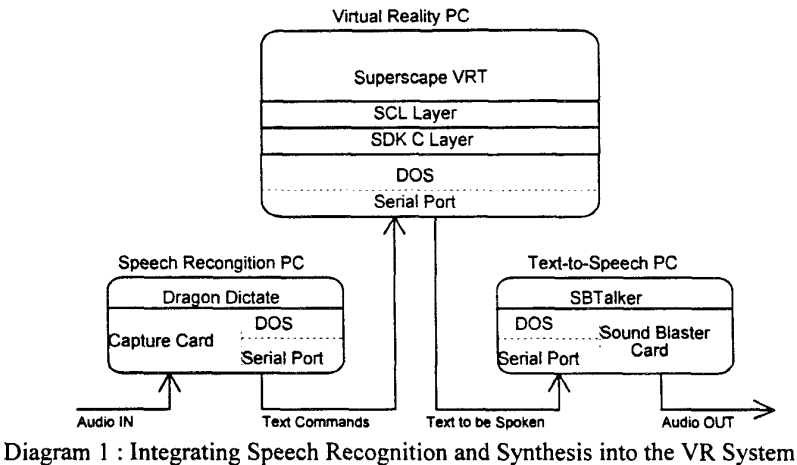 Virtual Reality PC
Superscape VRT
SCL Layer
SDK C Layer
DOS
Serial Port
Speech Recongition PC
Dragon Dictate
Capture Card
DOS
Serial Port
Text-to-Speech PC
SBTalker
DOS
Serial Port
Sound Blaster
Card
Audio IN
Text Commands
Text to be Spoken
Audio OUT
Diagram 1 : Integrating Speech Recognition and Synthesis into the VR System